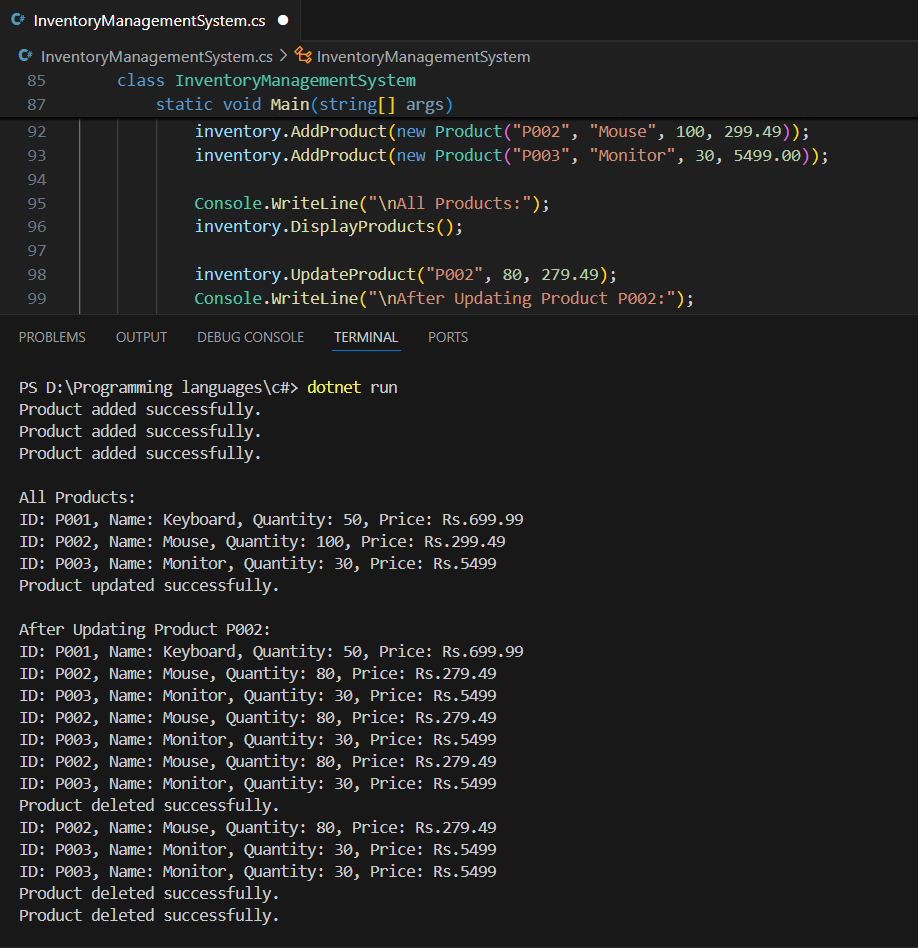 C# InventoryManagementSystem.cs
C# InventoryManagementSystem.cs > InventoryManagementSystem
85 class InventoryManagementSystem
87 static void Main(string[] args)
92 inventory.AddProduct(new Product("P002", "Mouse", 100, 299.49));
93 inventory.AddProduct(new Product("P003", "Monitor", 30, 5499.00));
94
95 Console.WriteLine("\nAll Products:");
96 inventory.DisplayProducts();
97
98 inventory.UpdateProduct("P002", 80, 279.49);
99 Console.WriteLine("\nAfter Updating Product P002:");
PROBLEMS OUTPUT DEBUG CONSOLE TERMINAL PORTS
PS D:\Programming languages\c#> dotnet run
Product added successfully.
Product added successfully.
Product added successfully.
All Products:
ID: P001, Name: Keyboard, Quantity: 50, Price: Rs.699.99
ID: P002, Name: Mouse, Quantity: 100, Price: Rs.299.49
ID: P003, Name: Monitor, Quantity: 30, Price: Rs.5499
Product updated successfully.
After Updating Product P002:
ID: P001, Name: Keyboard, Quantity: 50, Price: Rs.699.99
ID: P002, Name: Mouse, Quantity: 80, Price: Rs.279.49
ID: P003, Name: Monitor, Quantity: 30, Price: Rs.5499
ID: P002, Name: Mouse, Quantity: 80, Price: Rs.279.49
ID: P003, Name: Monitor, Quantity: 30, Price: Rs.5499
ID: P002, Name: Mouse, Quantity: 80, Price: Rs.279.49
ID: P003, Name: Monitor, Quantity: 30, Price: Rs.5499
Product deleted successfully.
ID: P002, Name: Mouse, Quantity: 80, Price: Rs.279.49
ID: P003, Name: Monitor, Quantity: 30, Price: Rs.5499
ID: P003, Name: Monitor, Quantity: 30, Price: Rs.5499
Product deleted successfully.
Product deleted successfully.